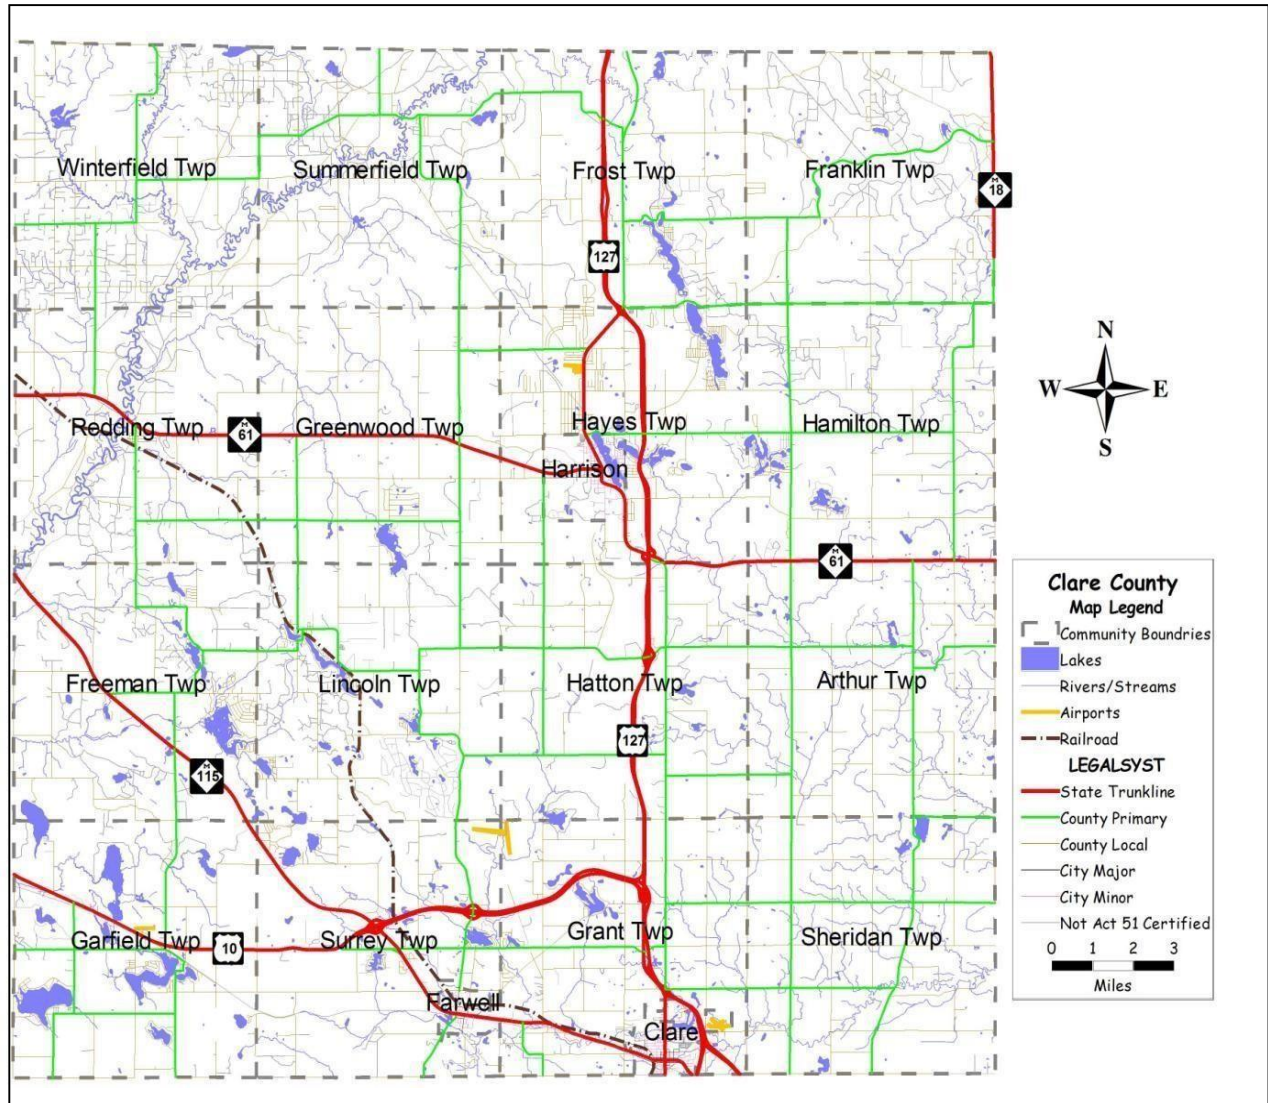 Winterfield Twp
Summerfield Twp
Frost Twp
Franklin Twp
M
18
127
N
W E
S
Redding Twp
M
61
Greenwood Twp
Hayes Twp
Hamilton Twp
Harrison
M
61
Freeman Twp
Lincoln Twp
Hatton Twp
Arthur Twp
127
M
115
Garfield Twp
10
Surrey Twp
Grant Twp
Sheridan Twp
Farwell
Clare
Clare County
Map Legend
Community Boundries
Lakes
Rivers/Streams
Airports
Railroad
LEGALSYST
State Trunkline
County Primary
County Local
City Major
City Minor
Not Act 51 Certified
0 1 2 3
Miles